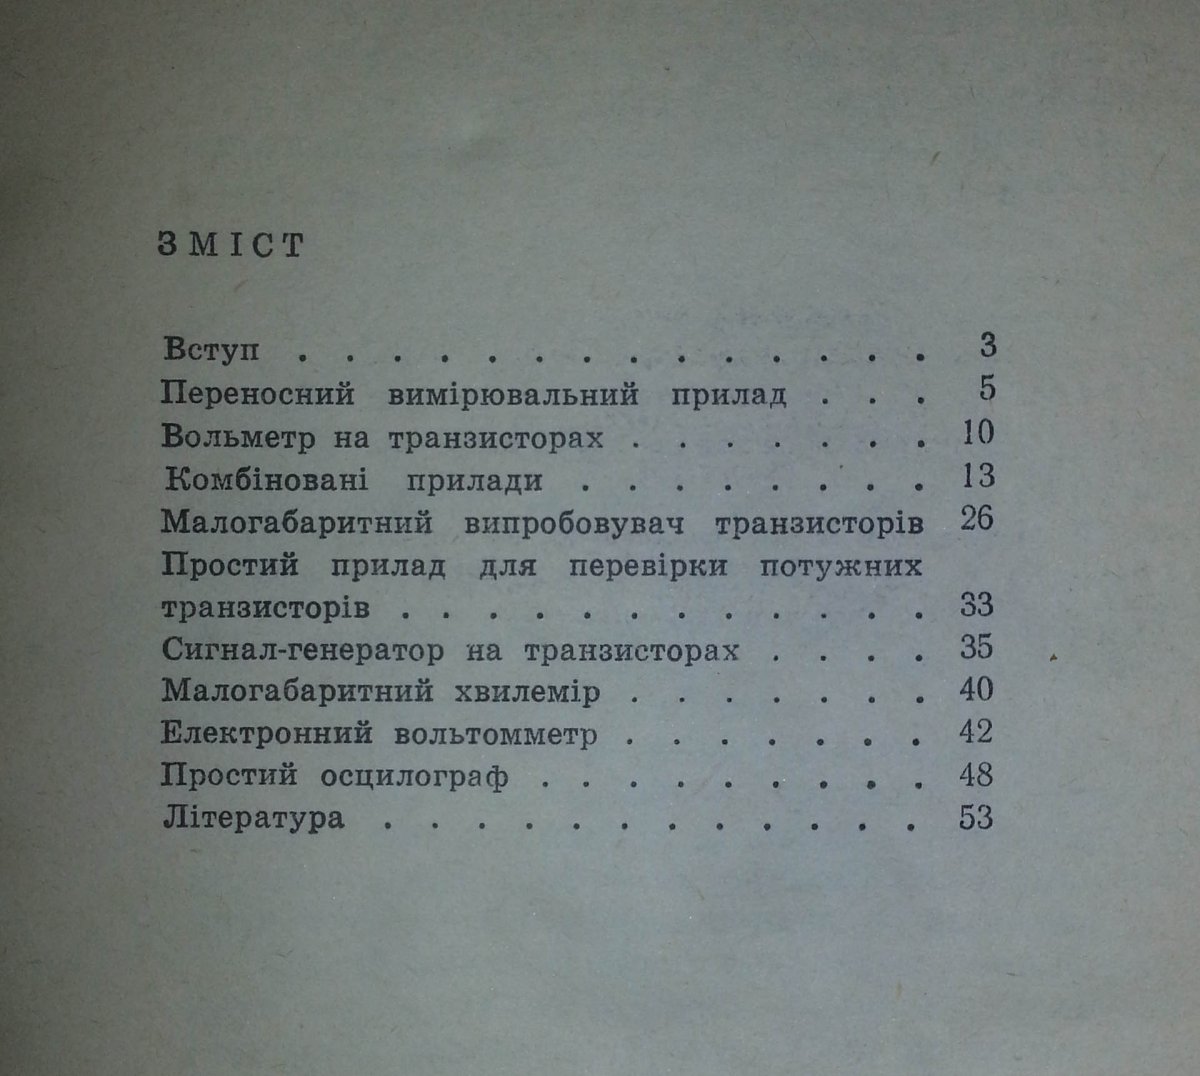 ЗМІСТ
Вступ . . . . . . . . . . . . . . 3
Переносний вимірювальний прилад . . . 5
Вольметр на транзисторах . . . . . . . 10
Комбіновані прилади . . . . . . . . 13
Малогабаритний випробовувач транзисторів 26
Простий прилад для перевірки потужних
транзисторів . . . . . . . . . . . . 33
Сигнал-генератор на транзисторах . . . . 35
Малогабаритний хвилемір . . . . . . . 40
Електронний вольтомметр . . . . . . . 42
Простий осцилограф . . . . . . . . . 48
Література . . . . . . . . . . . . 53